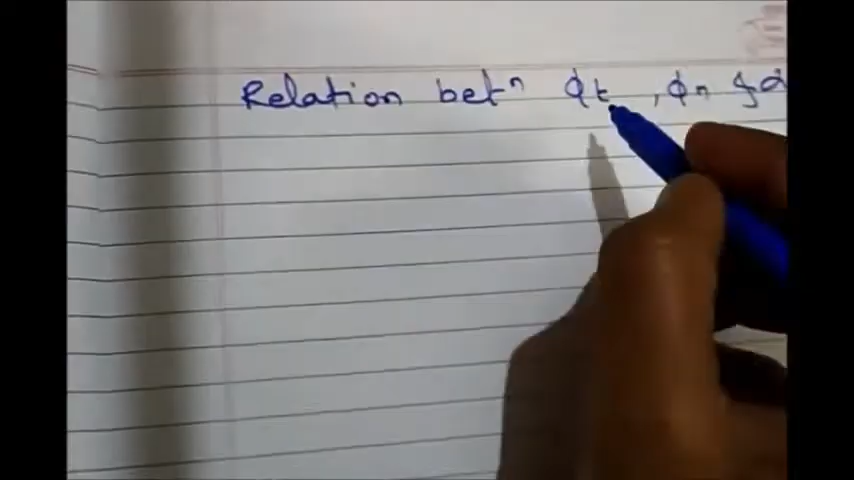 Relation betⁿ ϕt , ϕn & α